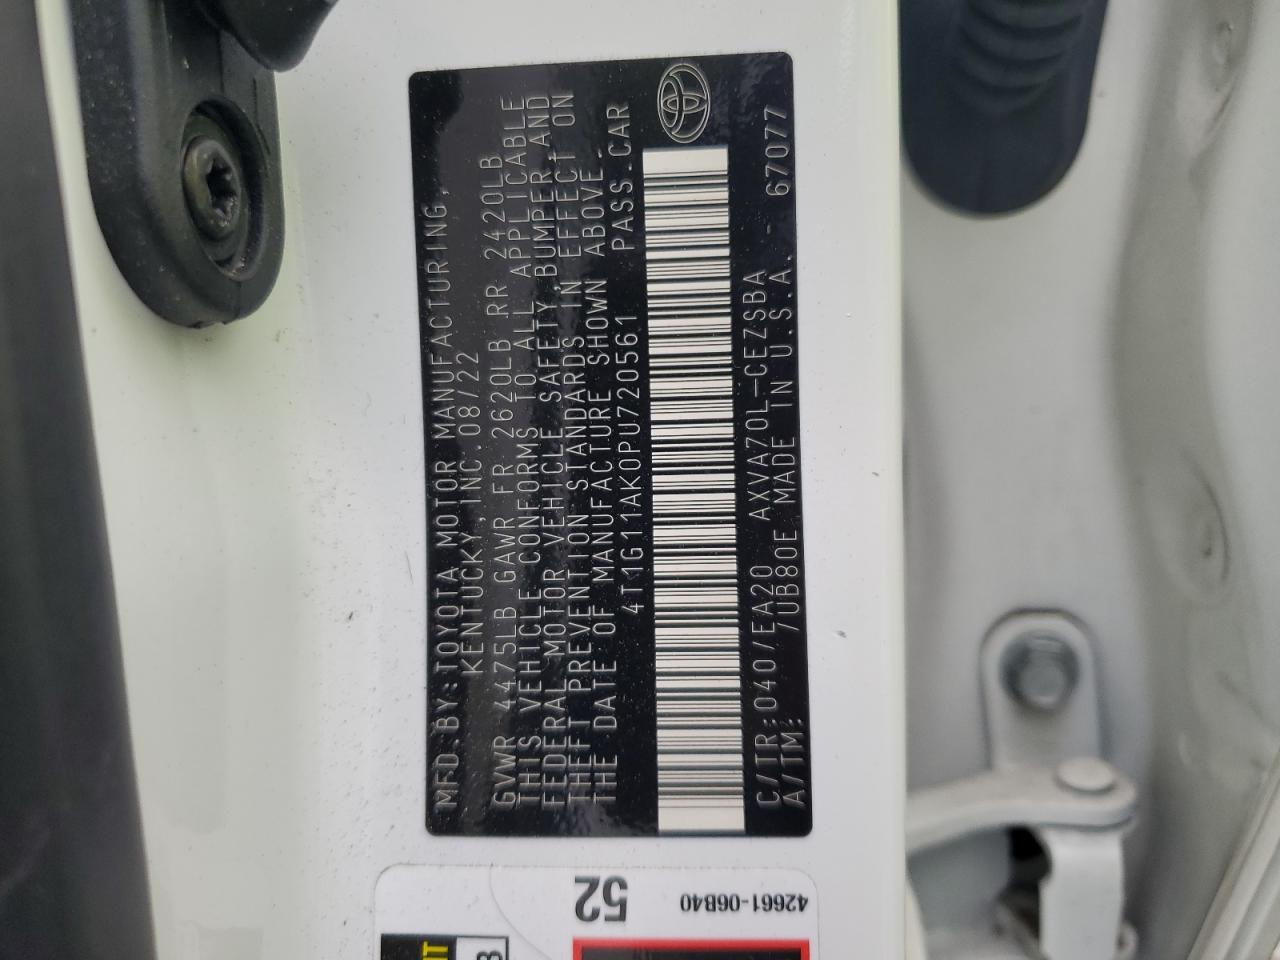 MFD.BY:TOYOTA MOTOR MANUFACTURING,
KENTUCKY,INC.08/22
GVWR 4475LB GAWR FR 2620LB RR 2420LB
THIS VEHICLE CONFORMS TO ALL APPLICABLE
FEDERAL MOTOR VEHICLE SAFETY,BUMPER,AND
THEFT PREVENTION STANDARDS IN EFFECT ON
THE DATE OF MANUFACTURE SHOWN ABOVE.
4T1G11AK0PU720561 PASS.CAR
C/TR:040/EA20 AXVA70L-CEZSBA
A/TM: /UB80E MADE IN U.S.A. - 67077
52
42661-06B40